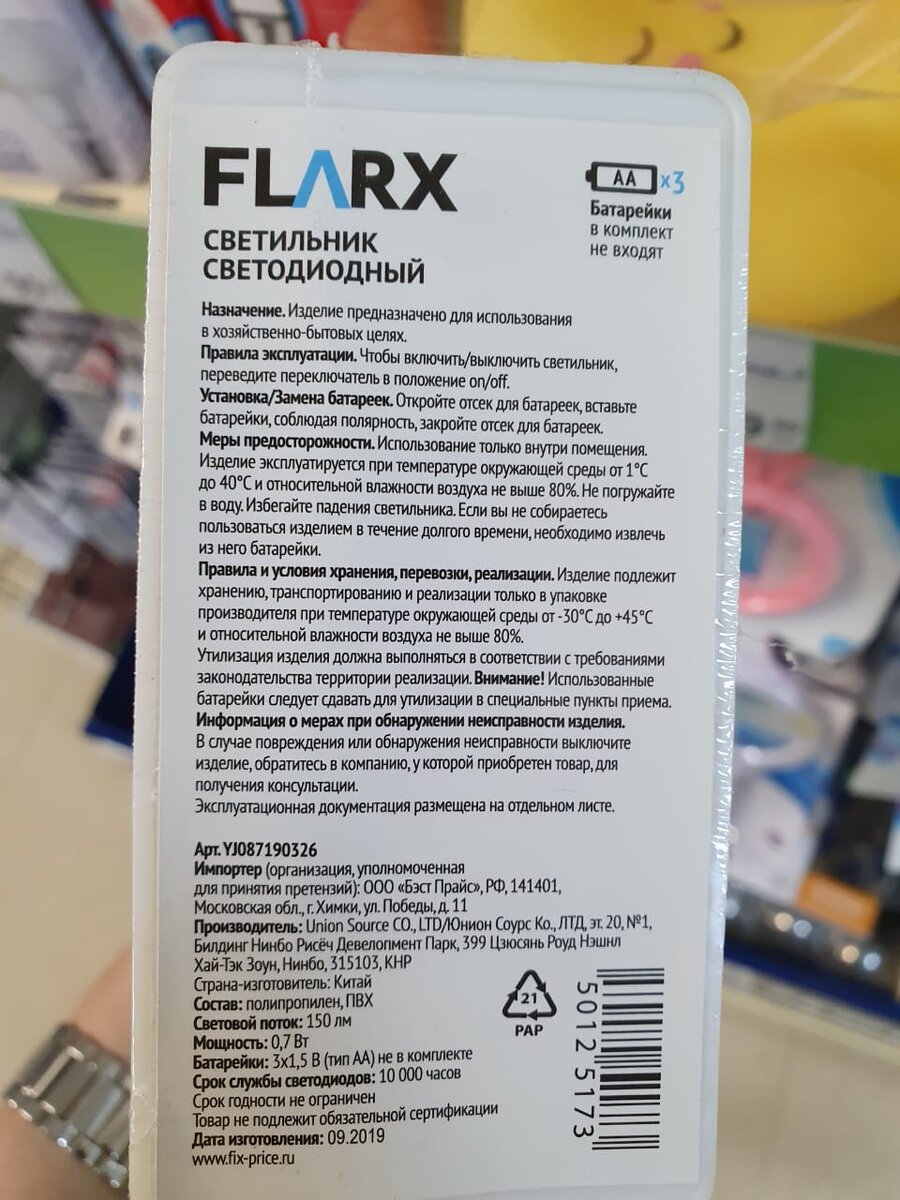 FLARX
СВЕТИЛЬНИК
СВЕТОДИОДНЫЙ
AA x3
Батарейки
в комплект
не входят
Назначение. Изделие предназначено для использования
в хозяйственно-бытовых целях.
Правила эксплуатации. Чтобы включить/выключить светильник,
переведите переключатель в положение on/off.
Установка/Замена батареек. Откройте отсек для батареек, вставьте
батарейки, соблюдая полярность, закройте отсек для батареек.
Меры предосторожности. Использование только внутри помещения.
Изделие эксплуатируется при температуре окружающей среды от 1°С
до 40°С и относительной влажности воздуха не выше 80%. Не погружайте
в воду. Избегайте падения светильника. Если вы не собираетесь
пользоваться изделием в течение долгого времени, необходимо извлечь
из него батарейки.
Правила и условия хранения, перевозки, реализации. Изделие подлежит
хранению, транспортированию и реализации только в упаковке
производителя при температуре окружающей среды от -30°С до +45°С
и относительной влажности воздуха не выше 80%.
Утилизация изделия должна выполняться в соответствии с требованиями
законодательства территории реализации. Внимание! Использованные
батарейки следует сдавать для утилизации в специальные пункты приема.
Информация о мерах при обнаружении неисправности изделия.
В случае повреждения или обнаружения неисправности выключите
изделие, обратитесь в компанию, у которой приобретен товар, для
получения консультации.
Эксплуатационная документация размещена на отдельном листе.
Арт. YJ087190326
Импортер (организация, уполномоченная
для принятия претензий): ООО «Бэст Прайс», РФ, 141401,
Московская обл., г. Химки, ул. Победы, д. 11
Производитель: Union Source CO., LTD/Юнион Соурс Ко., ЛТД, эт. 20, №1,
Билдинг Нинбо Рисёч Девелопмент Парк, 399 Цзюсянь Роуд Нэшнл
Хай-Тэк Зоун, Нинбо, 315103, КНР
Страна-изготовитель: Китай
Состав: полипропилен, ПВХ
Световой поток: 150 лм
Мощность: 0,7 Вт
Батарейки: 3х1,5 В (тип АА) не в комплекте
Срок службы светодиодов: 10 000 часов
Срок годности не ограничен
Товар не подлежит обязательной сертификации
Дата изготовления: 09.2019
www.fix-price.ru
21
PAP
5012 5173